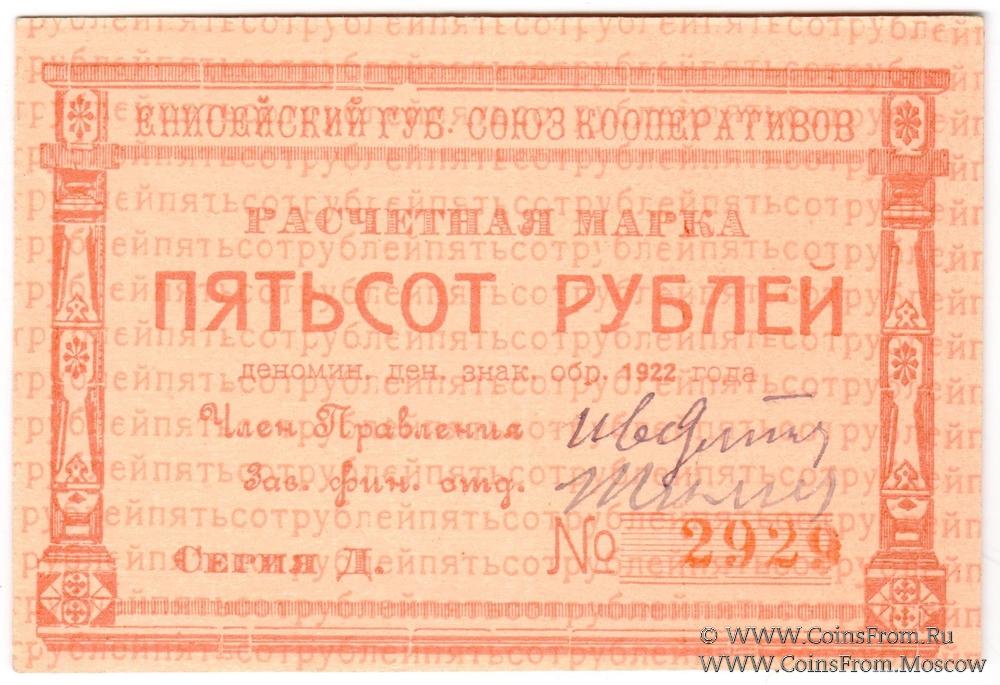 ЕНИСЕЙСКИЙ ГУБ. СОЮЗ КООПЕРАТИВОВ
РАСЧЕТНАЯ МАРКА
ПЯТЬСОТ РУБЛЕЙ
деномин. ден. знак. обр. 1922 года
Член Правления
Зав. фин. отд.
Серия Д. № 2929
© WWW.CoinsFrom.Ru
WWW.CoinsFrom.Moscow